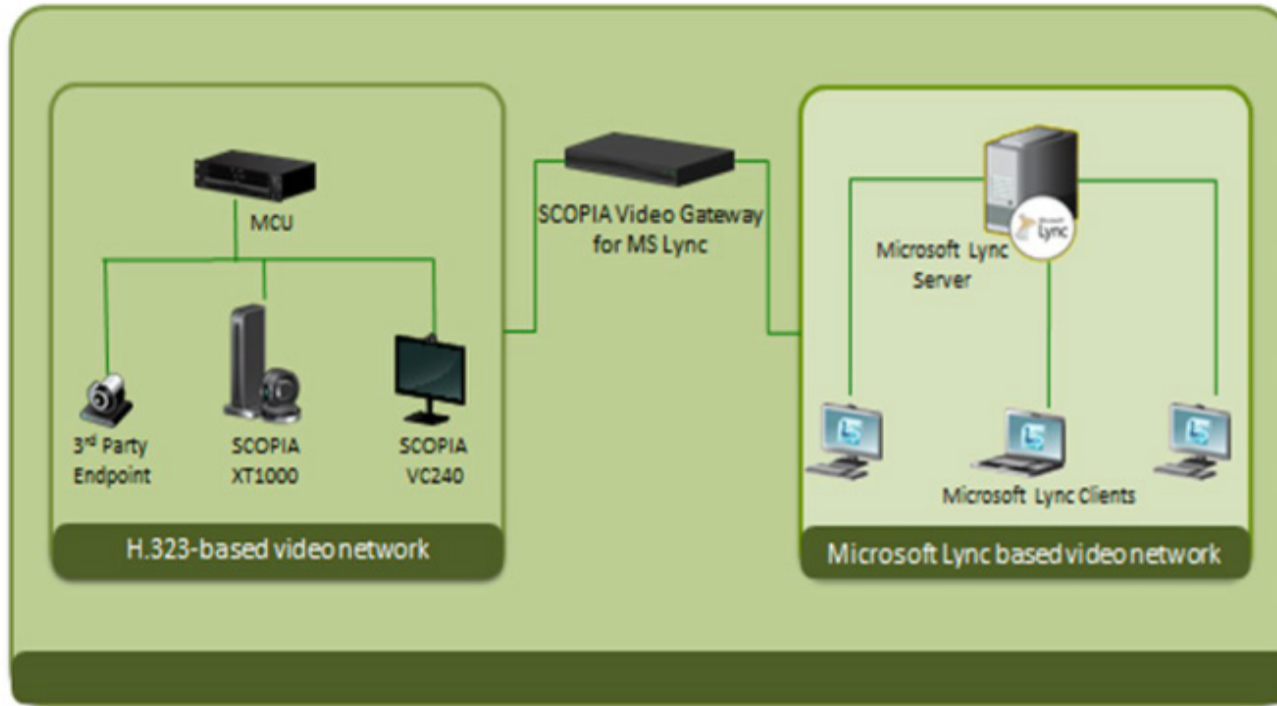 MCU
3rd Party
Endpoint
SCOPIA
XT1000
SCOPIA
VC240
H.323-based video network
SCOPIA Video Gateway
for MS Lync
Microsoft
Lync
Microsoft Lync
Server
Microsoft Lync Clients
Microsoft Lync based video network